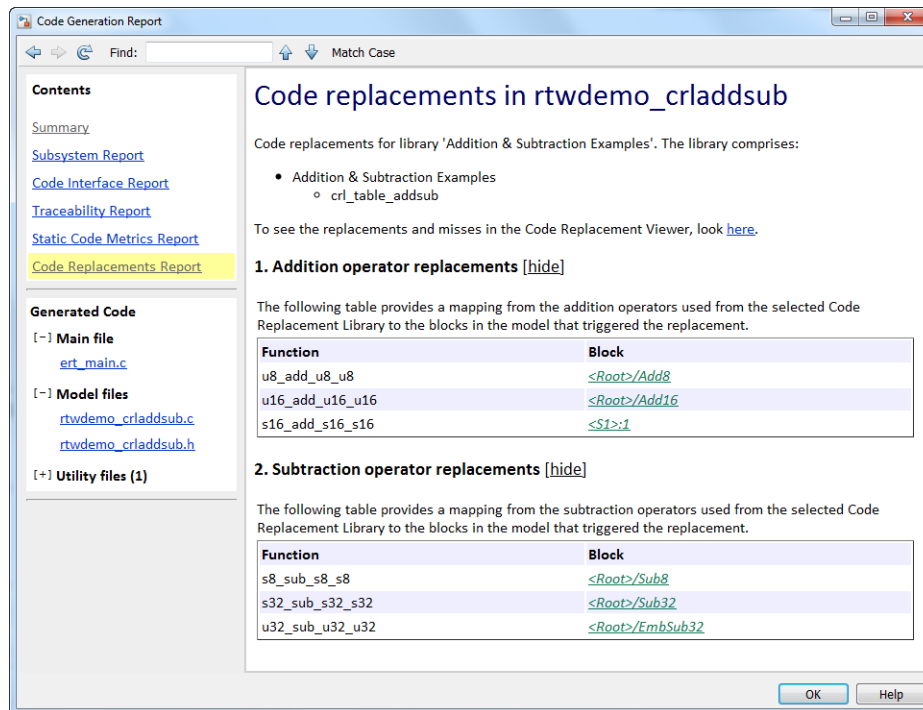 Code Generation Report
Find:
Match Case
Contents
Summary
Subsystem Report
Code Interface Report
Traceability Report
Static Code Metrics Report
Code Replacements Report
Generated Code
[-] Main file
ert_main.c
[-] Model files
rtwdemo_crladdsub.c
rtwdemo_crladdsub.h
[+] Utility files (1)
Code replacements in rtwdemo_crladdsub
Code replacements for library 'Addition & Subtraction Examples'. The library comprises:
• Addition & Subtraction Examples
○ crl_table_addsub
To see the replacements and misses in the Code Replacement Viewer, look here.
1. Addition operator replacements [hide]
The following table provides a mapping from the addition operators used from the selected Code
Replacement Library to the blocks in the model that triggered the replacement.
Function Block
u8_add_u8_u8 <Root>/Add8
u16_add_u16_u16 <Root>/Add16
s16_add_s16_s16 <S1>:1
2. Subtraction operator replacements [hide]
The following table provides a mapping from the subtraction operators used from the selected Code
Replacement Library to the blocks in the model that triggered the replacement.
Function Block
s8_sub_s8_s8 <Root>/Sub8
s32_sub_s32_s32 <Root>/Sub32
u32_sub_u32_u32 <Root>/EmbSub32
OK Help